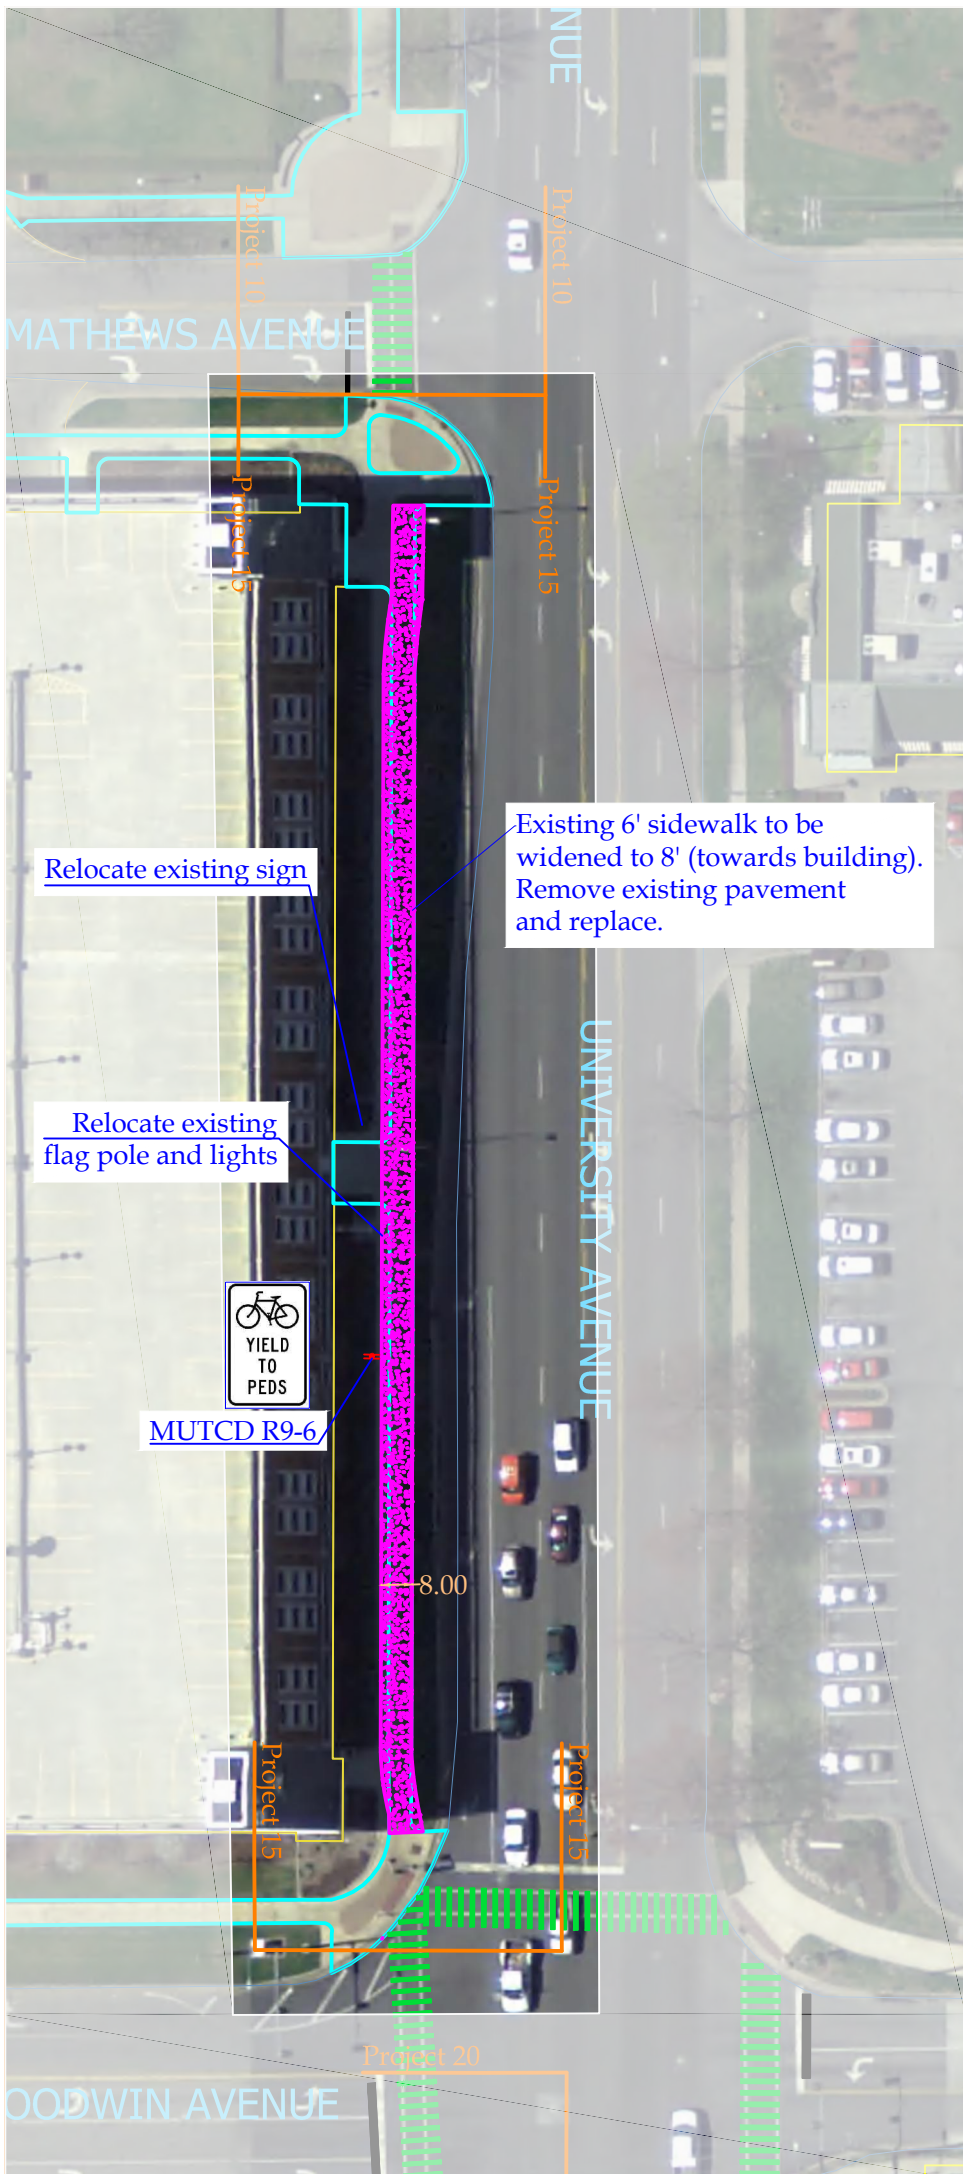 NUE
Project 10
Project 10
MATHEWS AVENUE
Project 15
Project 15
Existing 6' sidewalk to be
widened to 8' (towards building).
Remove existing pavement
and replace.
Relocate existing sign
UNIVERSITY AVENUE
Relocate existing
flag pole and lights
YIELD
TO
PEDS
MUTCD R9-6
8.00
Project 15
Project 15
Project 20
OODWIN AVENUE